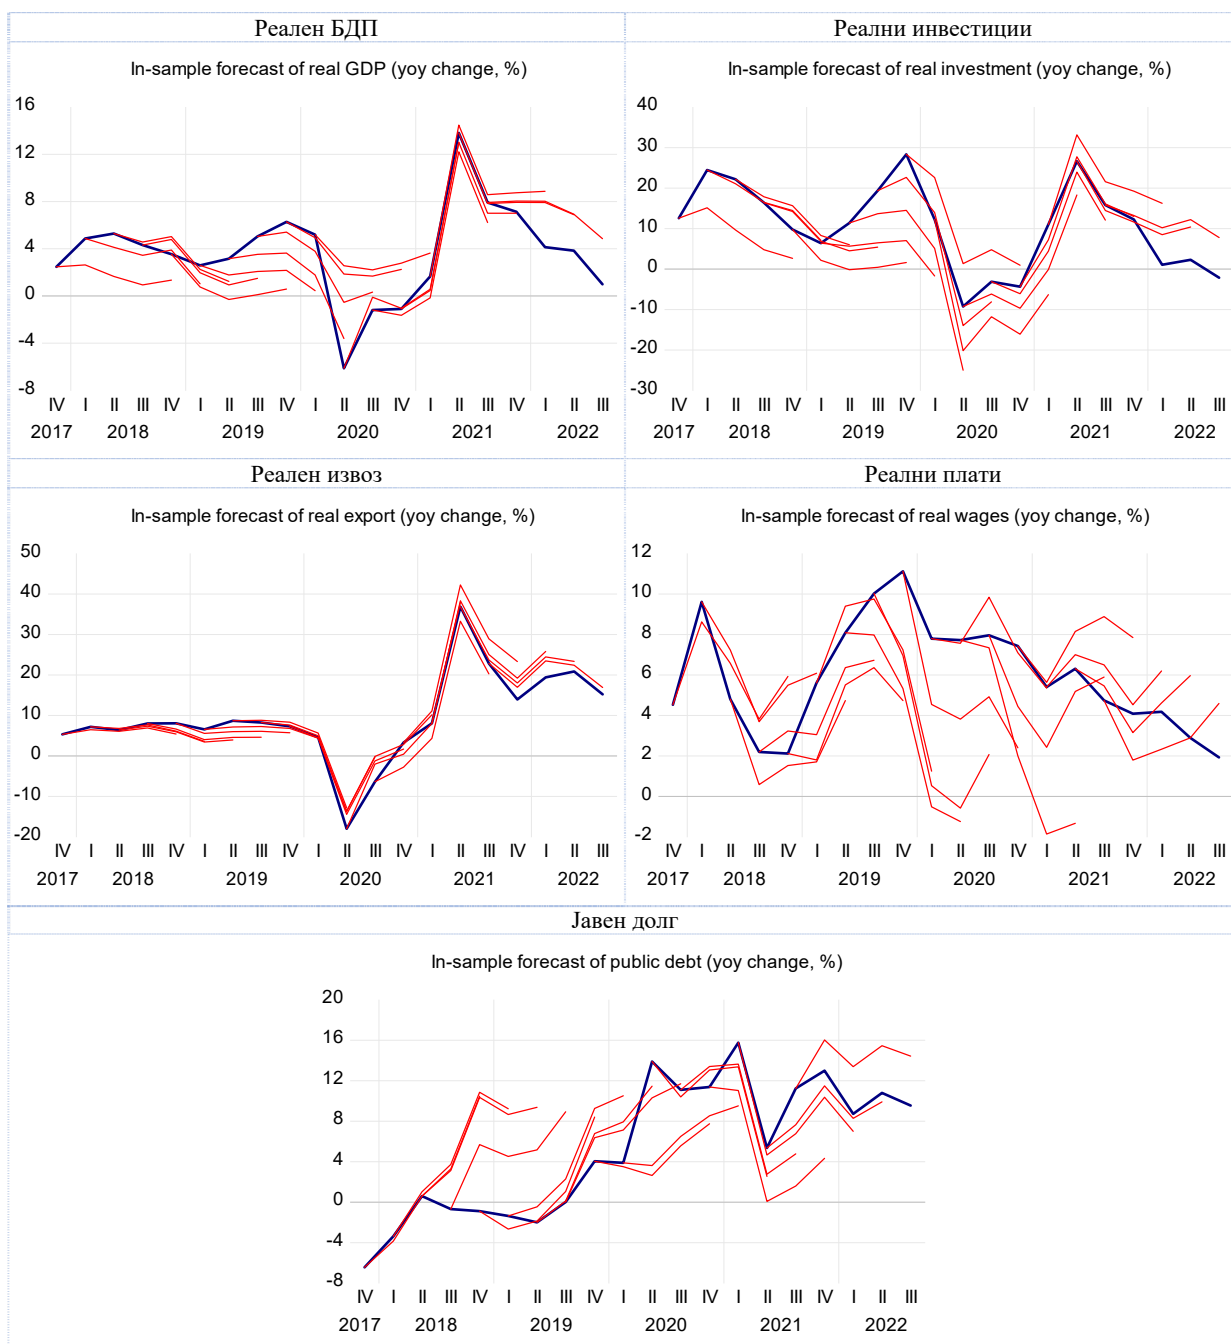 Реален БДП
Реални инвестиции
In-sample forecast of real GDP (yoy change, %)
In-sample forecast of real investment (yoy change, %)
16
12
8
4
0
-4
-8
IV I II III IV I II III IV I II III IV I II III IV I II III
2017 2018 2019 2020 2021 2022
40
30
20
10
0
-10
-20
-30
IV I II III IV I II III IV I II III IV I II III IV I II III
2017 2018 2019 2020 2021 2022
Реален извоз
Реални плати
In-sample forecast of real export (yoy change, %)
In-sample forecast of real wages (yoy change, %)
50
40
30
20
10
0
-10
-20
IV I II III IV I II III IV I II III IV I II III IV I II III
2017 2018 2019 2020 2021 2022
12
10
8
6
4
2
0
-2
IV I II III IV I II III IV I II III IV I II III IV I II III
2017 2018 2019 2020 2021 2022
Јавен долг
In-sample forecast of public debt (yoy change, %)
20
16
12
8
4
0
-4
-8
IV I II III IV I II III IV I II III IV I II III IV I II III
2017 2018 2019 2020 2021 2022